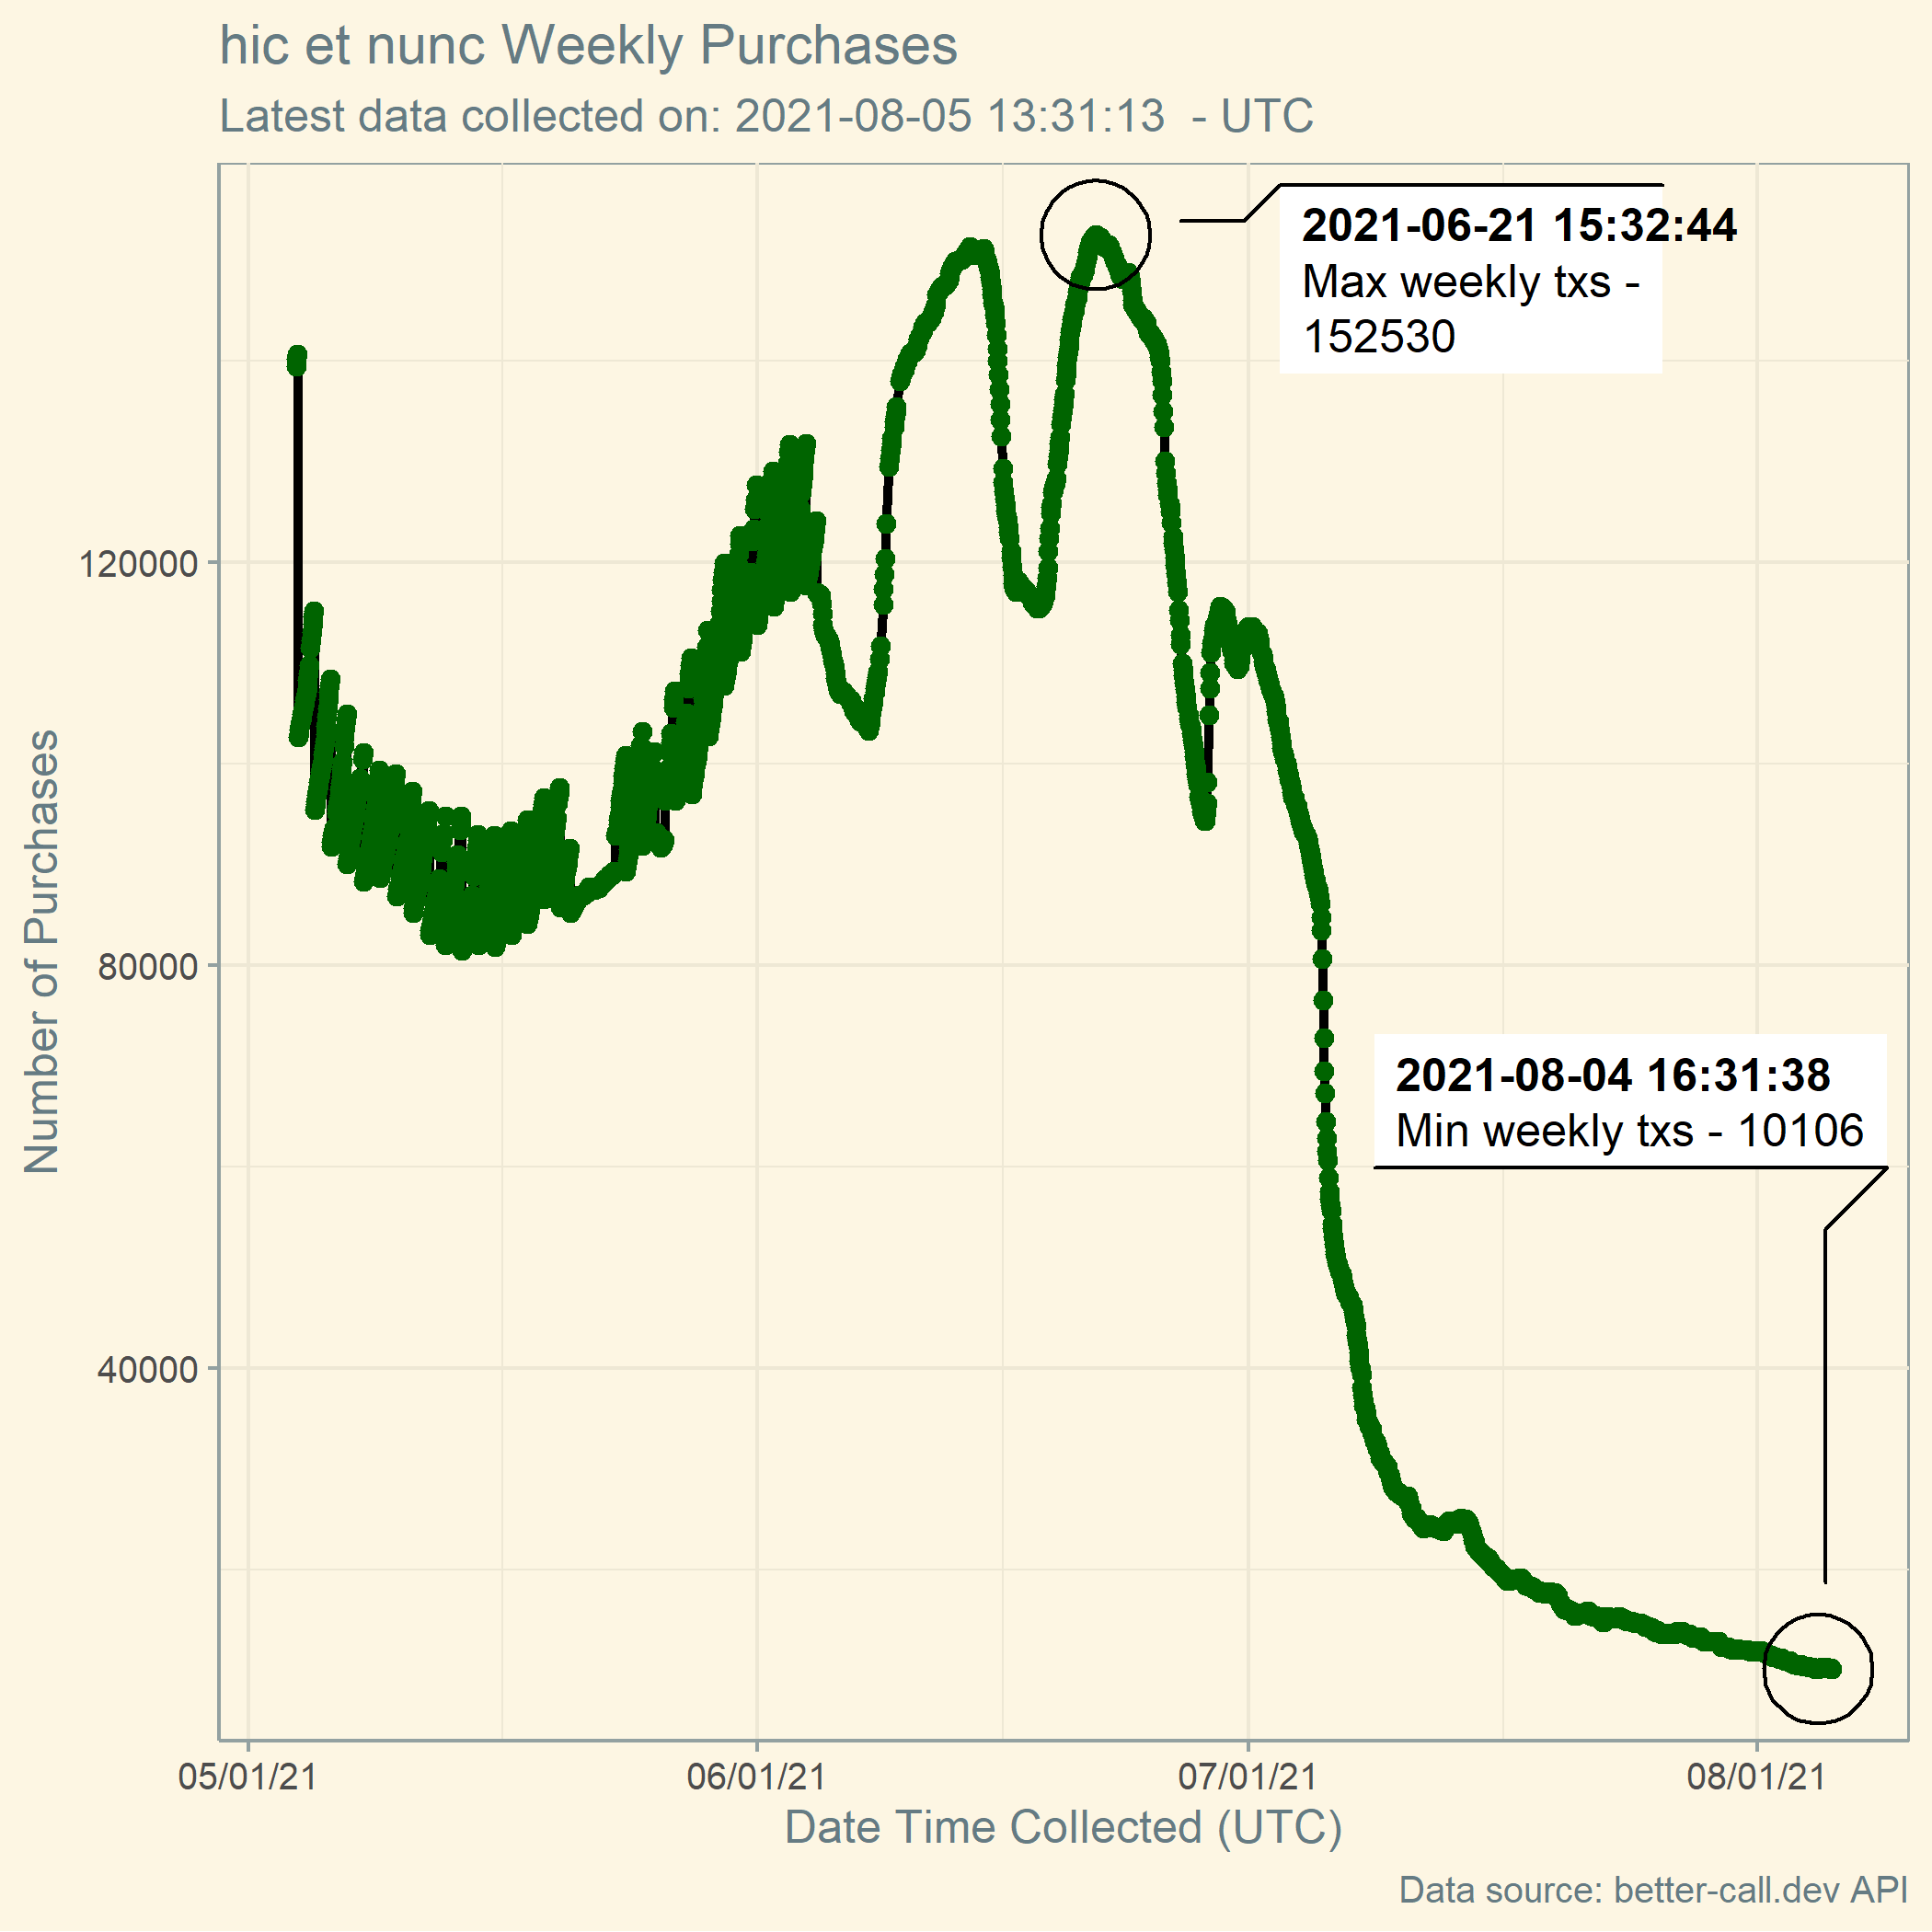 hic et nunc Weekly Purchases
Latest data collected on: 2021-08-05 13:31:13  - UTC
2021-06-21 15:32:44
Max weekly txs -
152530
120000
80000
40000
Number of Purchases
2021-08-04 16:31:38
Min weekly txs - 10106
05/01/21 06/01/21 07/01/21 08/01/21
Date Time Collected (UTC)
Data source: better-call.dev API